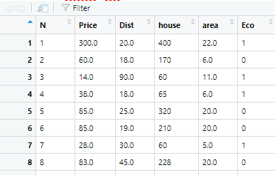 Filter
N Price Dist house area Eco
1 1 300.0 20.0 400 22.0 1
2 2 60.0 18.0 170 6.0 0
3 3 14.0 90.0 60 11.0 1
4 4 38.0 18.0 65 6.0 1
5 5 85.0 25.0 320 20.0 0
6 6 85.0 19.0 210 20.0 0
7 7 28.0 30.0 60 5.0 1
8 8 83.0 45.0 228 20.0 0